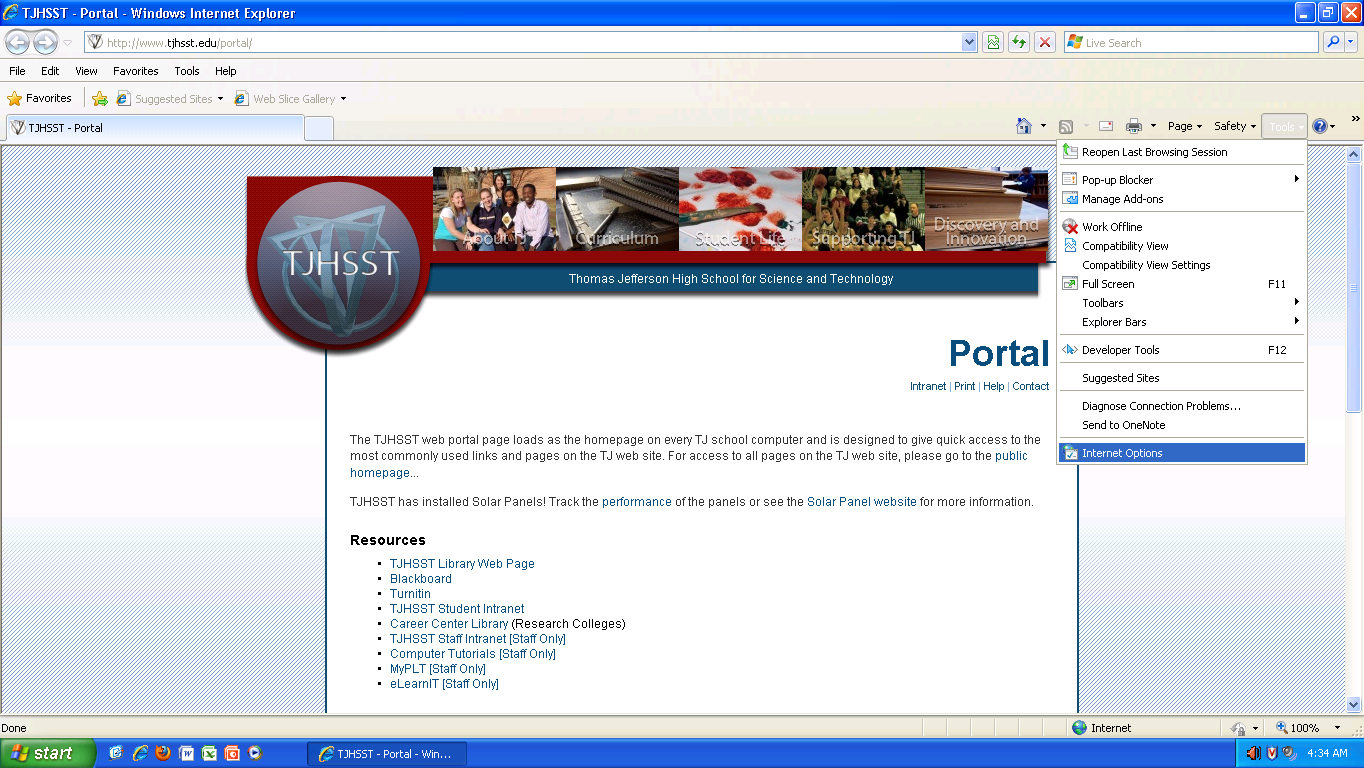 TJHSST - Portal - Windows Internet Explorer
http://www.tjhsst.edu/portal/
Live Search
File Edit View Favorites Tools Help
Favorites Suggested Sites Web Slice Gallery
TJHSST - Portal
Page Safety Tools
Reopen Last Browsing Session
Pop-up Blocker
Manage Add-ons
Work Offline
Compatibility View
Compatibility View Settings
Full Screen F11
Toolbars
Explorer Bars
Developer Tools F12
Suggested Sites
Diagnose Connection Problems...
Send to OneNote
Internet Options
TJHSST
About TJ Curriculum Student Life Supporting TJ Discovery and
Innovation
Thomas Jefferson High School for Science and Technology
Portal
Intranet | Print | Help | Contact
The TJHSST web portal page loads as the homepage on every TJ school computer and is designed to give quick access to the
most commonly used links and pages on the TJ web site. For access to all pages on the TJ web site, please go to the public
homepage...
TJHSST has installed Solar Panels! Track the performance of the panels or see the Solar Panel website for more information.
Resources
TJHSST Library Web Page
Blackboard
Turnitin
TJHSST Student Intranet
Career Center Library (Research Colleges)
TJHSST Staff Intranet [Staff Only]
Computer Tutorials [Staff Only]
MyPLT [Staff Only]
eLearnIT [Staff Only]
Done Internet 100%
start TJHSST - Portal - Win... 4:34 AM